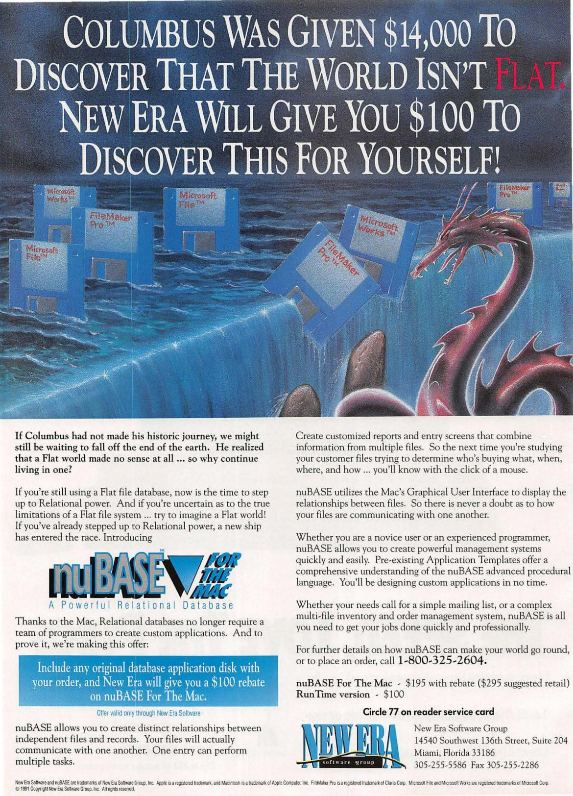 COLUMBUS WAS GIVEN $14,000 TO
DISCOVER THAT THE WORLD ISN'T FLAT.
NEW ERA WILL GIVE YOU $100 TO
DISCOVER THIS FOR YOURSELF!
Microsoft
Works™
FileMaker
Pro™
Microsoft
File™
Microsoft
File™
FileMaker
Pro™
Microsoft
Works™
FileMaker
Pro™
If Columbus had not made his historic journey, we might
still be waiting to fall off the end of the earth. He realized
that a Flat world made no sense at all ... so why continue
living in one?
If you're still using a Flat file database, now is the time to step
up to Relational power. And if you're uncertain as to the true
limitations of a Flat file system ... try to imagine a Flat world!
If you've already stepped up to Relational power, a new ship
has entered the race. Introducing
nuBASE™ FOR
THE
MAC
A Powerful Relational Database
Thanks to the Mac, Relational databases no longer require a
team of programmers to create custom applications. And to
prove it, we're making this offer:
Include any original database application disk with
your order, and New Era will give you a $100 rebate
on nuBASE For The Mac.
Offer valid only through New Era Software
nuBASE allows you to create distinct relationships between
independent files and records. Your files will actually
communicate with one another. One entry can perform
multiple tasks.
Create customized reports and entry screens that combine
information from multiple files. So the next time you're studying
your customer files trying to determine who's buying what, when,
where, and how ... you'll know with the click of a mouse.
nuBASE utilizes the Mac's Graphical User Interface to display the
relationships between files. So there is never a doubt as to how
your files are communicating with one another.
Whether you are a novice user or an experienced programmer,
nuBASE allows you to create powerful management systems
quickly and easily. Pre-existing Application Templates offer a
comprehensive understanding of the nuBASE advanced procedural
language. You'll be designing custom applications in no time.
Whether your needs call for a simple mailing list, or a complex
multi-file inventory and order management system, nuBASE is all
you need to get your jobs done quickly and professionally.
For further details on how nuBASE can make your world go round,
or to place an order, call 1-800-325-2604.
nuBASE For The Mac - $195 with rebate ($295 suggested retail)
RunTime version - $100
Circle 77 on reader service card
NEW ERA
software group
New Era Software Group
14540 Southwest 136th Street, Suite 204
Miami, Florida 33186
305-255-5586 Fax 305-255-2286
New Era Software and nuBASE are trademarks of New Era Software Group, Inc. Apple is a registered trademark, and Macintosh is a trademark of Apple Computer, Inc. FileMaker Pro is a registered trademark of Claris Corp. Microsoft File and Microsoft Works are registered trademarks of Microsoft Corp.
© 1991 Copyright New Era Software Group, Inc. All rights reserved.